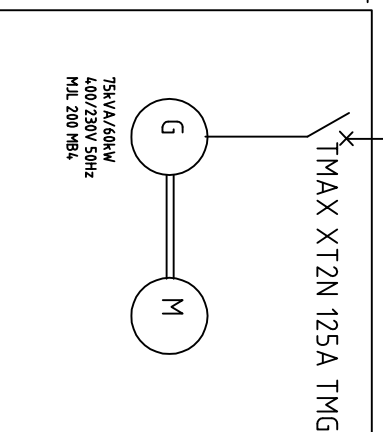 75kVA/60kW
400/230V 50Hz
MJL 200 MB4
G
M
TMAX XT2N 125A TMG